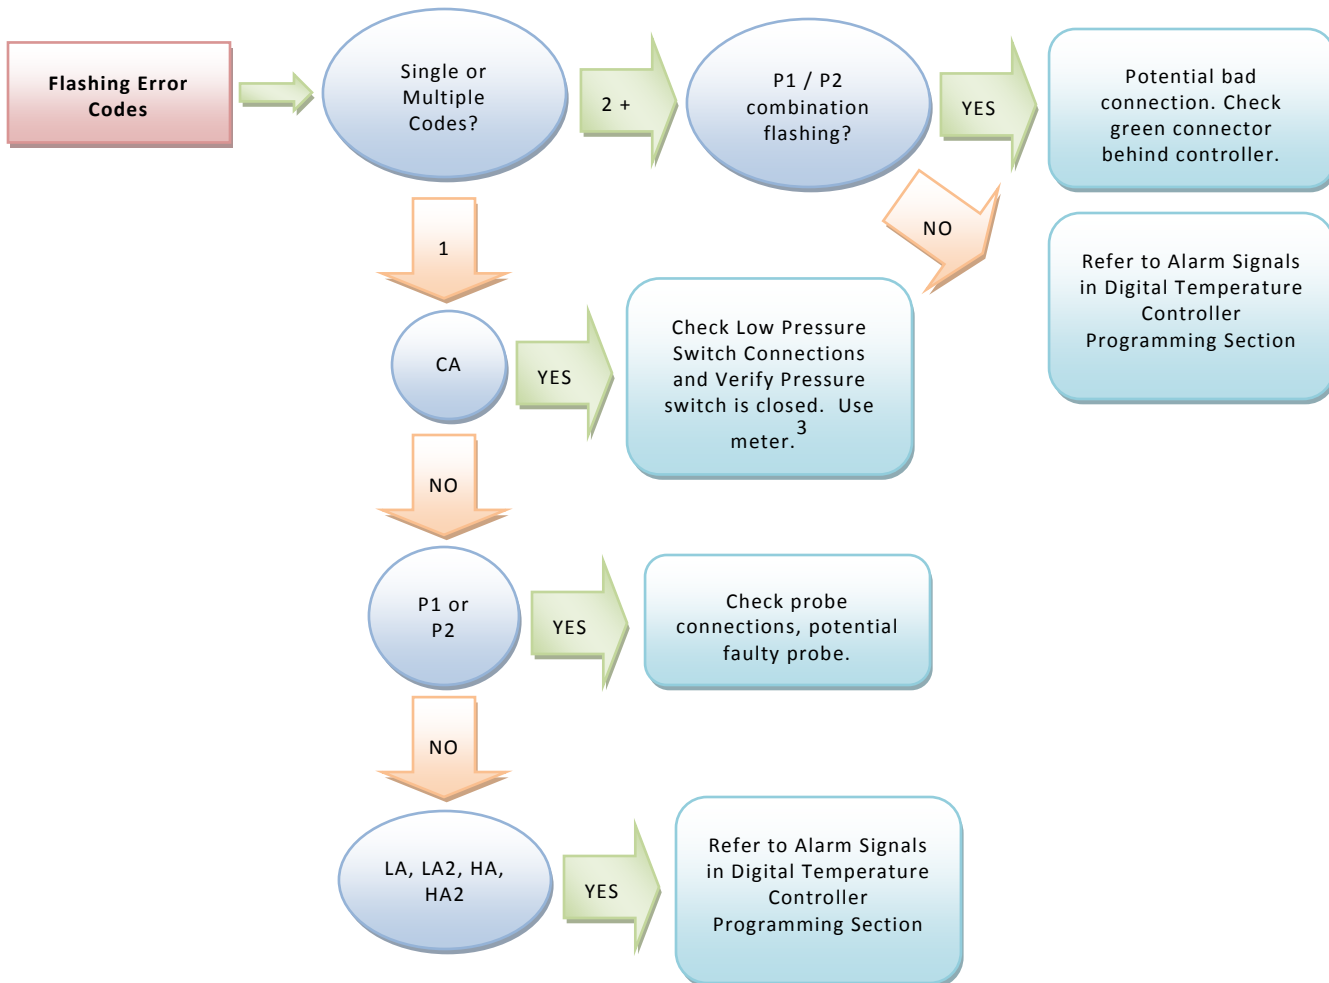 Flashing Error
Codes
Single or
Multiple
Codes?
2 +
P1 / P2
combination
flashing?
YES
Potential bad
connection. Check
green connector
behind controller.
NO
Refer to Alarm Signals
in Digital Temperature
Controller
Programming Section
1
CA
YES
Check Low Pressure
Switch Connections
and Verify Pressure
switch is closed.  Use
meter.3
NO
P1 or
P2
YES
Check probe
connections, potential
faulty probe.
NO
LA, LA2, HA,
HA2
YES
Refer to Alarm Signals
in Digital Temperature
Controller
Programming Section